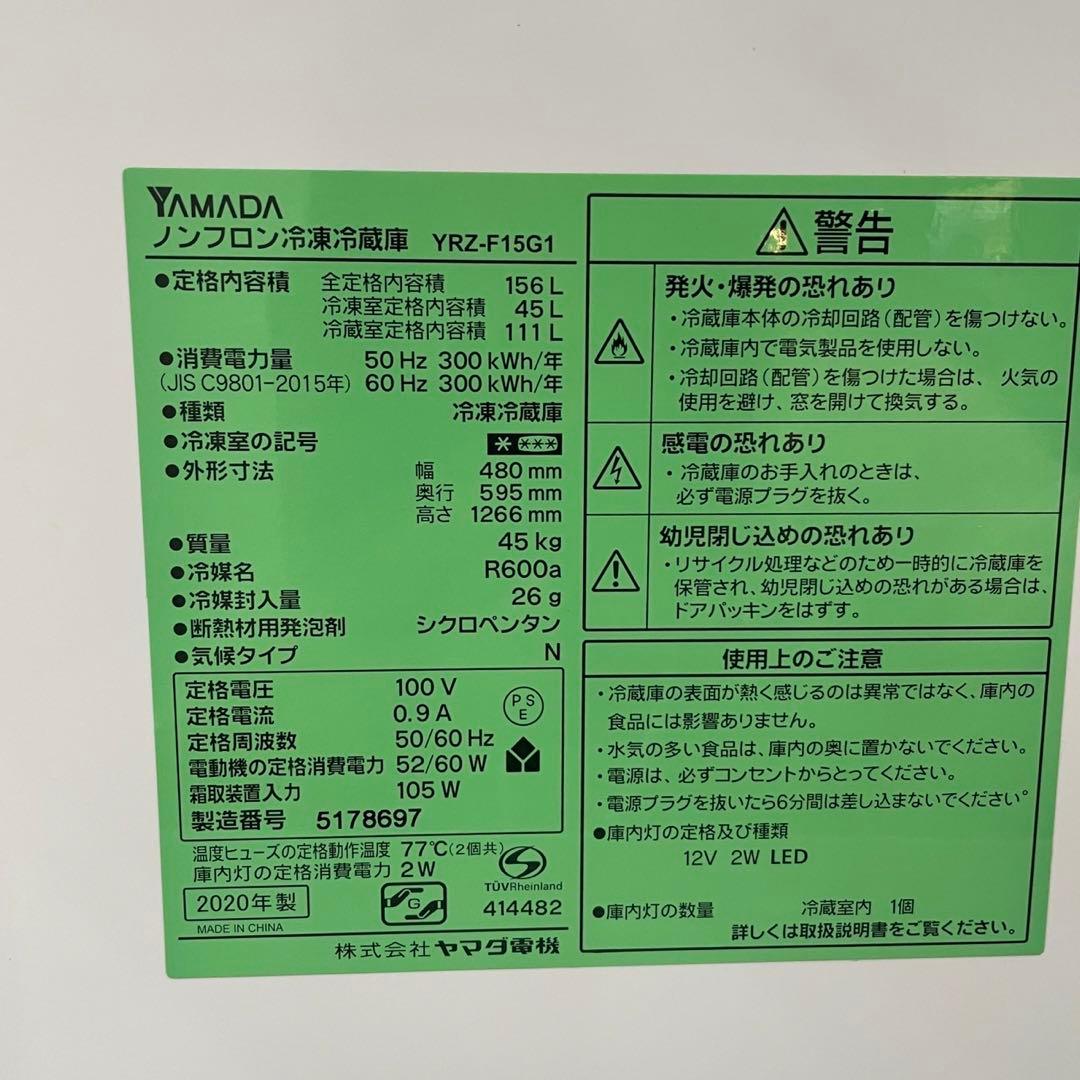 YAMADA
ノンフロン冷凍冷蔵庫 YRZ-F15G1
●定格内容積 全定格内容積 156 L
冷凍室定格内容積 45 L
冷蔵室定格内容積 111 L
●消費電力量 50 Hz 300 kWh/年
(JIS C9801-2015年) 60 Hz 300 kWh/年
●種類 冷凍冷蔵庫
●冷凍室の記号 * ***
●外形寸法 幅 480 mm
奥行 595 mm
高さ 1266 mm
●質量 45 kg
●冷媒名 R600a
●冷媒封入量 26 g
●断熱材用発泡剤 シクロペンタン
●気候タイプ N
定格電圧 100 V
定格電流 0.9 A
定格周波数 50/60 Hz
電動機の定格消費電力 52/60 W
霜取装置入力 105 W
製造番号 5178697
PS
E
温度ヒューズの定格動作温度 77℃(2個共)
庫内灯の定格消費電力 2W
TÜVRheinland
2020年製
G
414482
MADE IN CHINA
株式会社ヤマダ電機
警告
発火・爆発の恐れあり
・冷蔵庫本体の冷却回路(配管)を傷つけない。
・冷蔵庫内で電気製品を使用しない。
・冷却回路(配管)を傷つけた場合は、 火気の
使用を避け、窓を開けて換気する。
感電の恐れあり
・冷蔵庫のお手入れのときは、
必ず電源プラグを抜く。
幼児閉じ込めの恐れあり
・リサイクル処理などのため一時的に冷蔵庫を
保管され、幼児閉じ込めの恐れがある場合は、
ドアパッキンをはずす。
使用上のご注意
・冷蔵庫の表面が熱く感じるのは異常ではなく、庫内の
食品には影響ありません。
・水気の多い食品は、庫内の奥に置かないでください。
・電源は、必ずコンセントからとってください。
・電源プラグを抜いたら6分間は差し込まないでください。
●庫内灯の定格及び種類
12V 2W LED
●庫内灯の数量 冷蔵室内 1個
詳しくは取扱説明書をご覧ください。